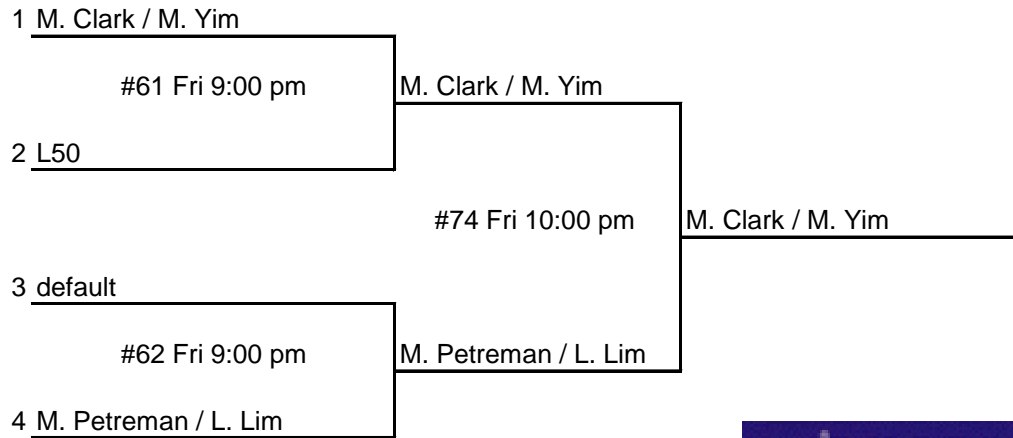 1 M. Clark / M. Yim
#61 Fri 9:00 pm M. Clark / M. Yim
2 L50
#74 Fri 10:00 pm M. Clark / M. Yim
3 default
#62 Fri 9:00 pm M. Petreman / L. Lim
4 M. Petreman / L. Lim